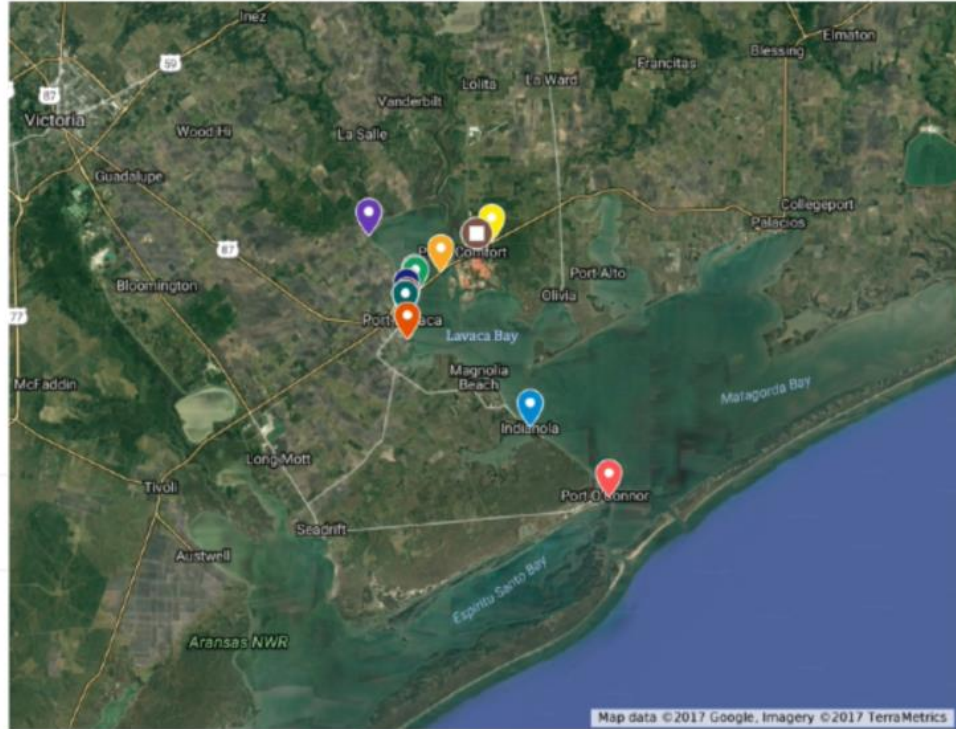 Inez
Elmaton
Blessing
59
Francitas
La Ward
Lolita
87
Vanderbilt
Victoria
Wood Hi
La Salle
Guadalupe
Collegeport
Palacios
87
Comfort
Port Alto
Bloomington
Olivia
77
Port
Lavaca Bay
Magnolia
Beach
McFaddin
Matagorda Bay
Indianola
Long Mott
Tivoli
Port O'Connor
Seadrift
Austwell
Espiritu Santo Bay
Aransas NWR
Map data ©2017 Google, Imagery ©2017 TerraMetrics